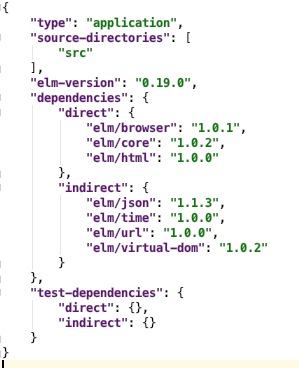 {
    "type": "application",
    "source-directories": [
        "src"
    ],
    "elm-version": "0.19.0",
    "dependencies": {
        "direct": {
            "elm/browser": "1.0.1",
            "elm/core": "1.0.2",
            "elm/html": "1.0.0"
        },
        "indirect": {
            "elm/json": "1.1.3",
            "elm/time": "1.0.0",
            "elm/url": "1.0.0",
            "elm/virtual-dom": "1.0.2"
        }
    },
    "test-dependencies": {
        "direct": {},
        "indirect": {}
    }
}